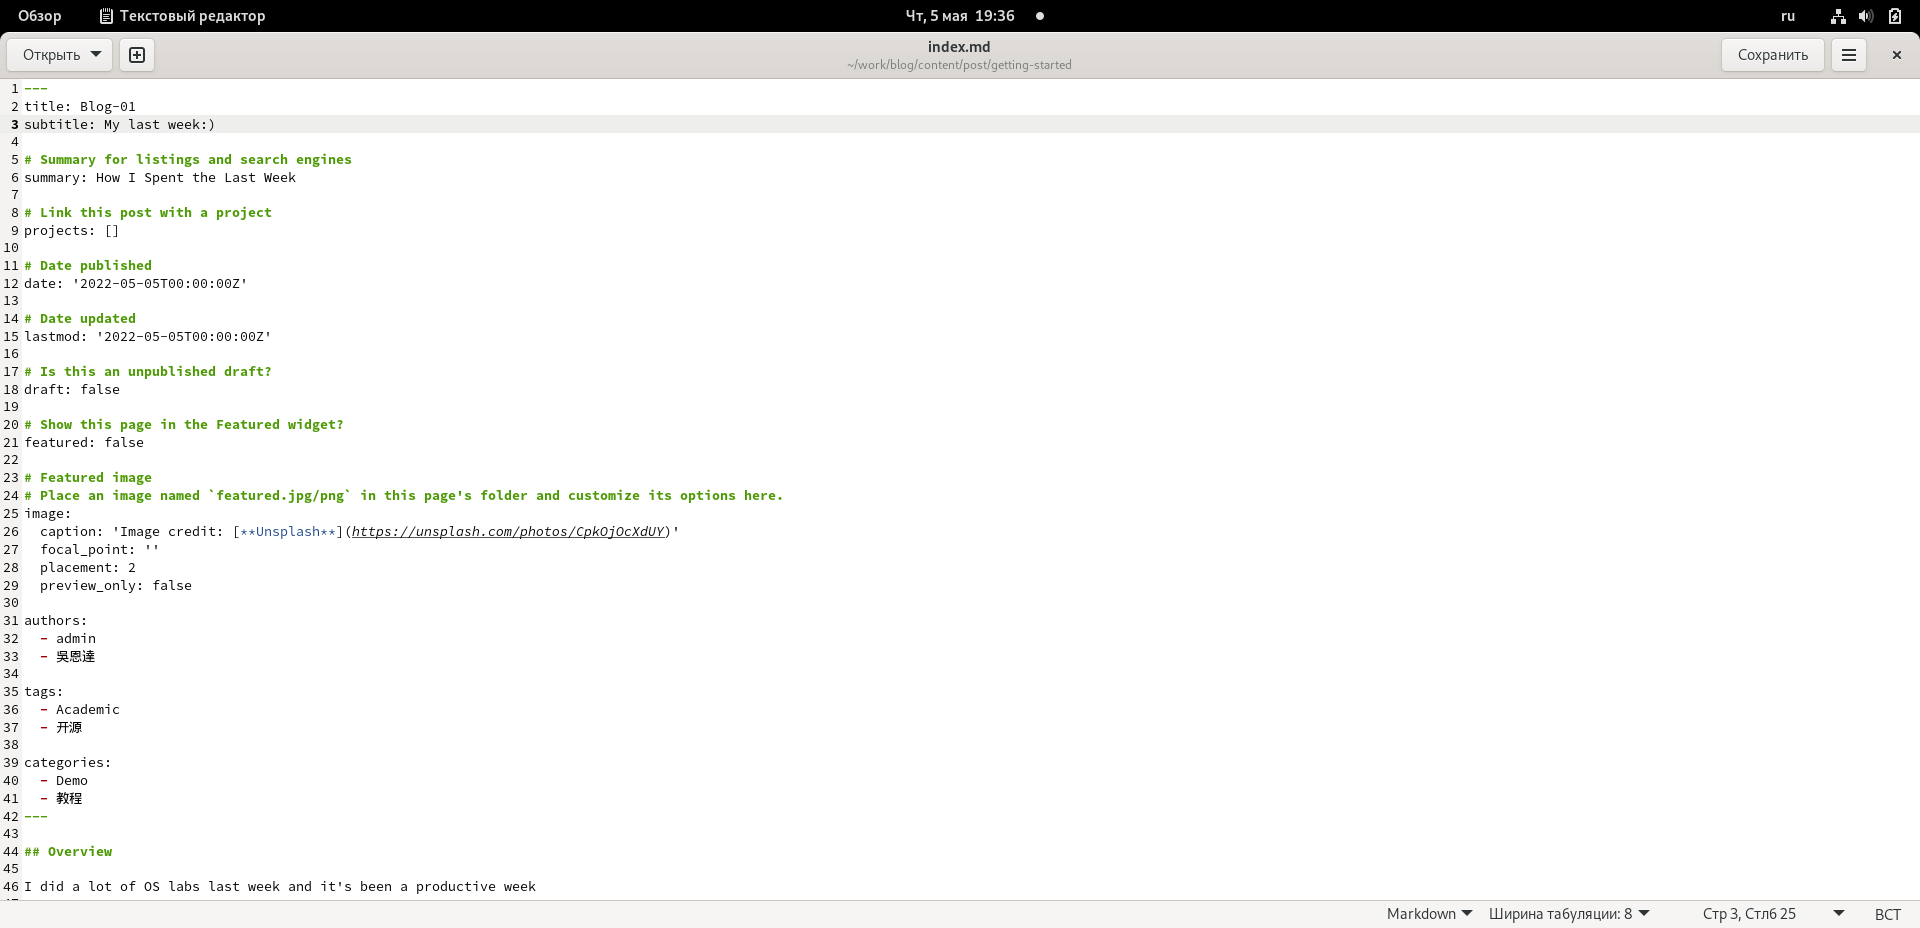 Обзор Текстовый редактор Чт, 5 мая 19:36 ru
Открыть index.md Сохранить
~/work/blog/content/post/getting-started
1 ---
2 title: Blog-01
3 subtitle: My last week:)
4
5 # Summary for listings and search engines
6 summary: How I Spent the Last Week
7
8 # Link this post with a project
9 projects: []
10
11 # Date published
12 date: '2022-05-05T00:00:00Z'
13
14 # Date updated
15 lastmod: '2022-05-05T00:00:00Z'
16
17 # Is this an unpublished draft?
18 draft: false
19
20 # Show this page in the Featured widget?
21 featured: false
22
23 # Featured image
24 # Place an image named `featured.jpg/png` in this page's folder and customize its options here.
25 image:
26   caption: 'Image credit: [**Unsplash**](https://unsplash.com/photos/CpkOjOcXdUY)'
27   focal_point: ''
28   placement: 2
29   preview_only: false
30
31 authors:
32   - admin
33   - 吳恩達
34
35 tags:
36   - Academic
37   - 开源
38
39 categories:
40   - Demo
41   - 教程
42 ---
43
44 ## Overview
45
46 I did a lot of OS labs last week and it's been a productive week
Markdown Ширина табуляции: 8 Стр 3, Стлб 25 ВСТ